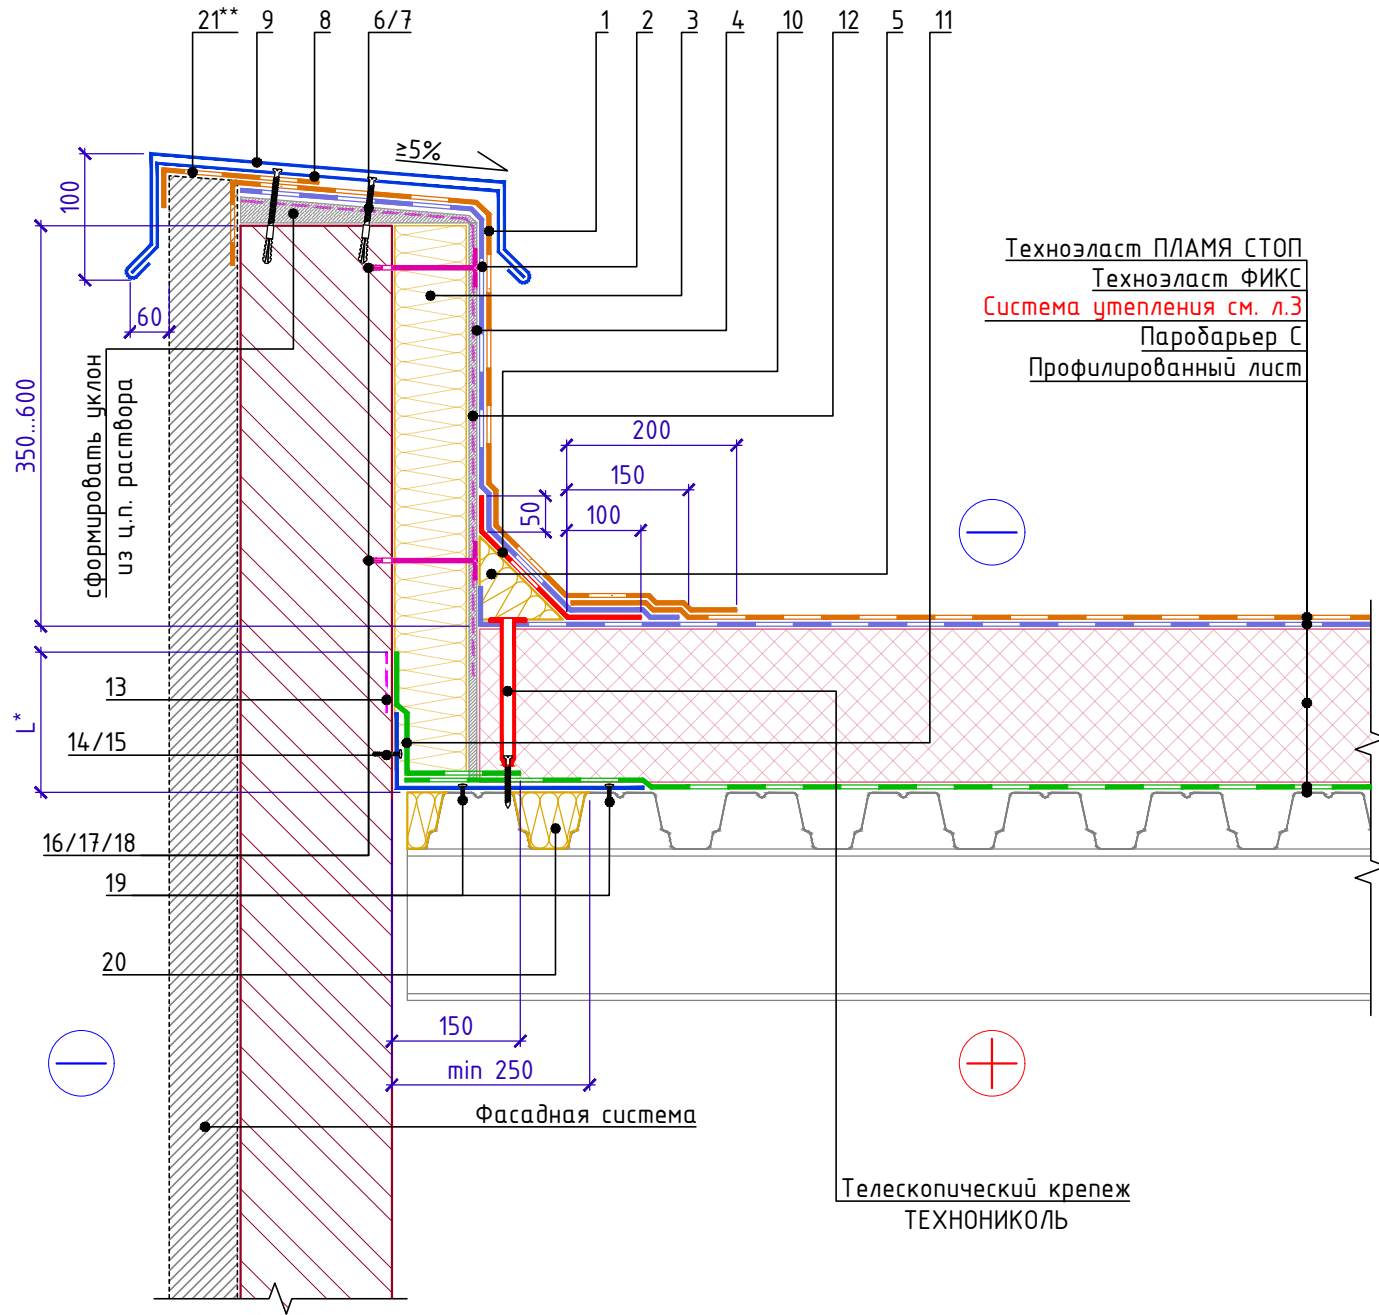 21**
9
8
6/7
1
2
3
4
10
12
5
11
≥5%
100
60
350...600
сформировать уклон
из ц.п. раствора
Техноэласт ПЛАМЯ СТОП
Техноэласт ФИКС
Система утепления см. л.3
Паробарьер С
Профилированный лист
200
150
100
50
L*
13
14/15
16/17/18
19
20
150
min 250
Фасадная система
Телескопический крепеж
ТЕХНОНИКОЛЬ